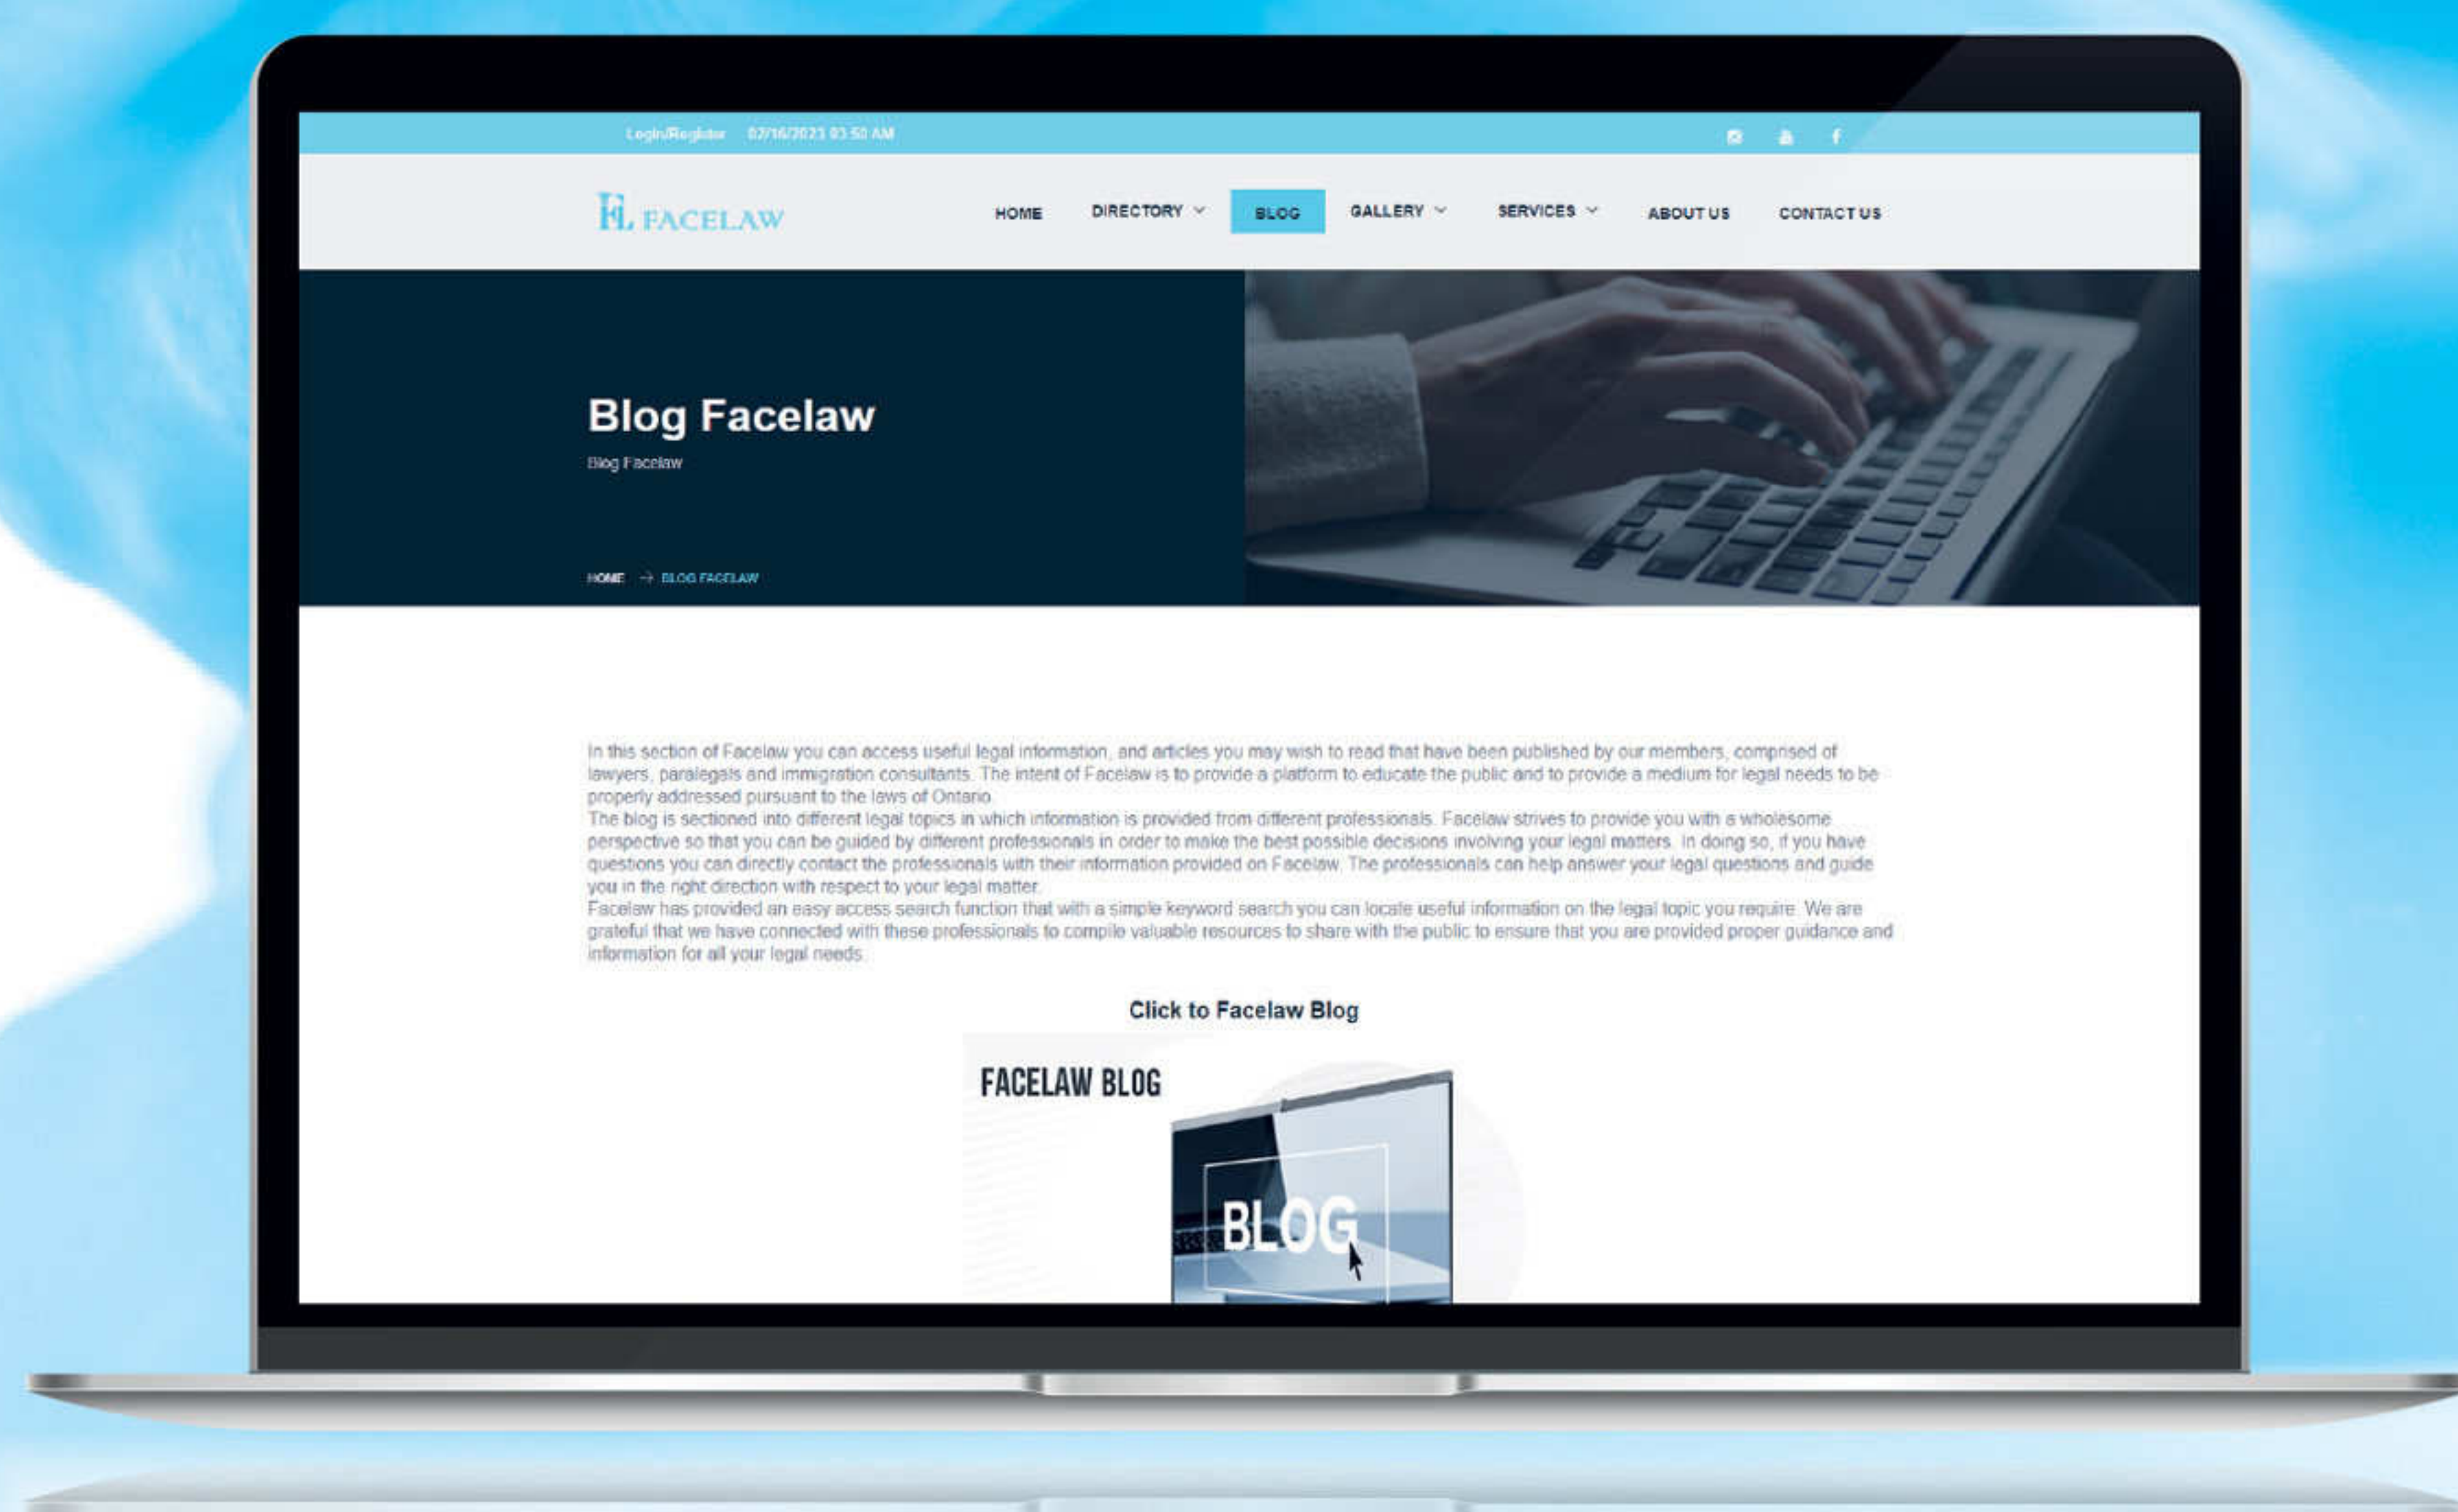 Login/Register 02/16/2023 03:50 AM
FL FACELAW
HOME DIRECTORY BLOG GALLERY SERVICES ABOUT US CONTACT US
Blog Facelaw
Blog Facelaw
HOME → BLOG FACELAW
In this section of Facelaw you can access useful legal information, and articles you may wish to read that have been published by our members, comprised of
lawyers, paralegals and immigration consultants. The intent of Facelaw is to provide a platform to educate the public and to provide a medium for legal needs to be
properly addressed pursuant to the laws of Ontario.
The blog is sectioned into different legal topics in which information is provided from different professionals. Facelaw strives to provide you with a wholesome
perspective so that you can be guided by different professionals in order to make the best possible decisions involving your legal matters. In doing so, if you have
questions you can directly contact the professionals with their information provided on Facelaw. The professionals can help answer your legal questions and guide
you in the right direction with respect to your legal matter.
Facelaw has provided an easy access search function that with a simple keyword search you can locate useful information on the legal topic you require. We are
grateful that we have connected with these professionals to compile valuable resources to share with the public to ensure that you are provided proper guidance and
information for all your legal needs.
Click to Facelaw Blog
FACELAW BLOG
BLOG